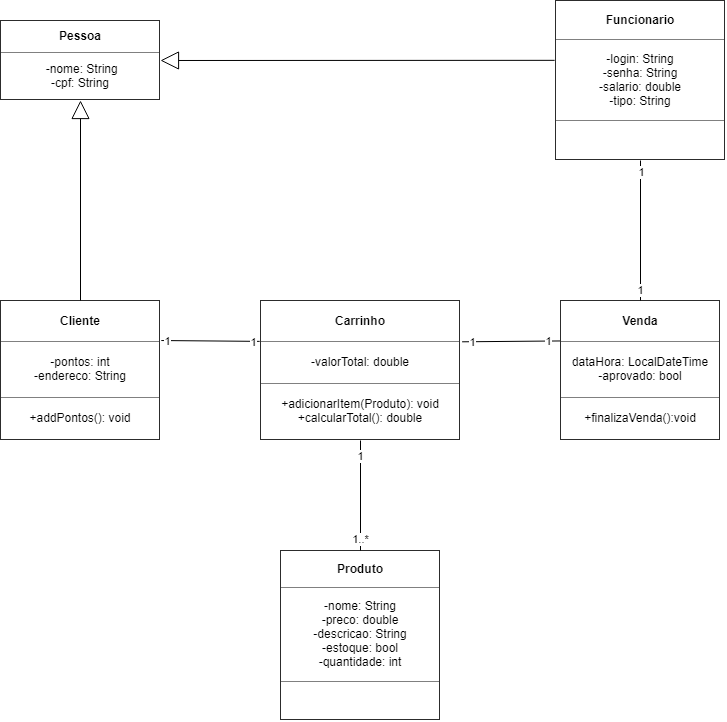 Pessoa
-nome: String
-cpf: String
Funcionario
-login: String
-senha: String
-salario: double
-tipo: String
1
1
Cliente
-pontos: int
-endereco: String
+addPontos(): void
1
1
Carrinho
-valorTotal: double
+adicionarItem(Produto): void
+calcularTotal(): double
1
1
Venda
dataHora: LocalDateTime
-aprovado: bool
+finalizaVenda():void
1
1..*
Produto
-nome: String
-preco: double
-descricao: String
-estoque: bool
-quantidade: int